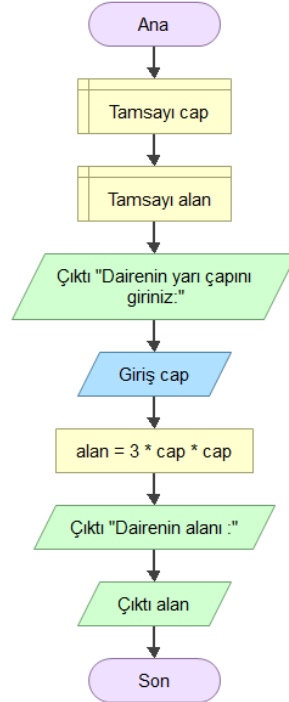 Ana
Tamsayı cap
Tamsayı alan
Çıktı "Dairenin yarı çapını
giriniz:"
Giriş cap
alan = 3 * cap * cap
Çıktı "Dairenin alanı :"
Çıktı alan
Son